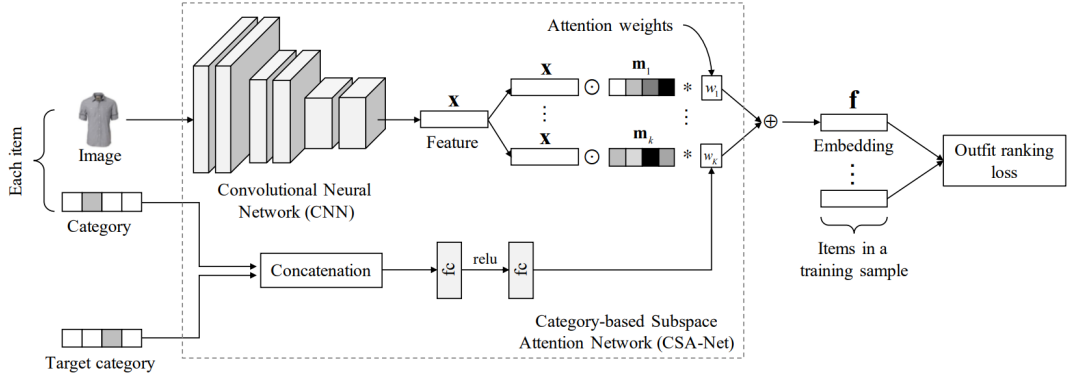 Attention weights
x
⊙
m₁
*
w₁
x
Feature
x
⊙
mₖ
*
w_K
⊕
f
Embedding
Outfit ranking
loss
Items in a
training sample
Each item
Image
Category
Convolutional Neural
Network (CNN)
Concatenation
fc
relu
fc
Target category
Category-based Subspace
Attention Network (CSA-Net)